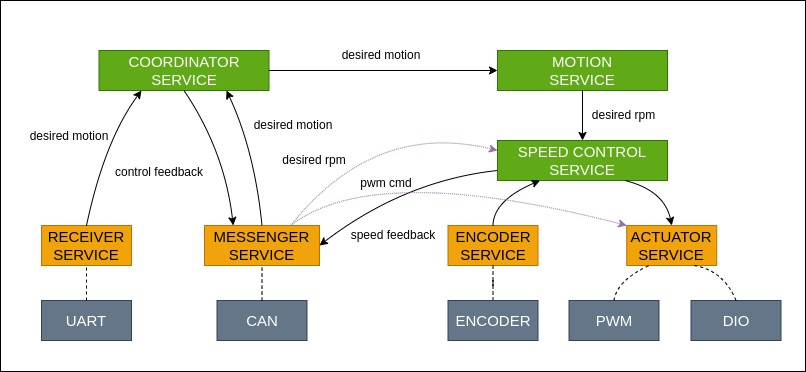 COORDINATOR
SERVICE
desired motion
MOTION
SERVICE
desired motion
desired motion
desired rpm
control feedback
desired rpm
SPEED CONTROL
SERVICE
pwm cmd
speed feedback
RECEIVER
SERVICE
MESSENGER
SERVICE
ENCODER
SERVICE
ACTUATOR
SERVICE
UART
CAN
ENCODER
PWM
DIO